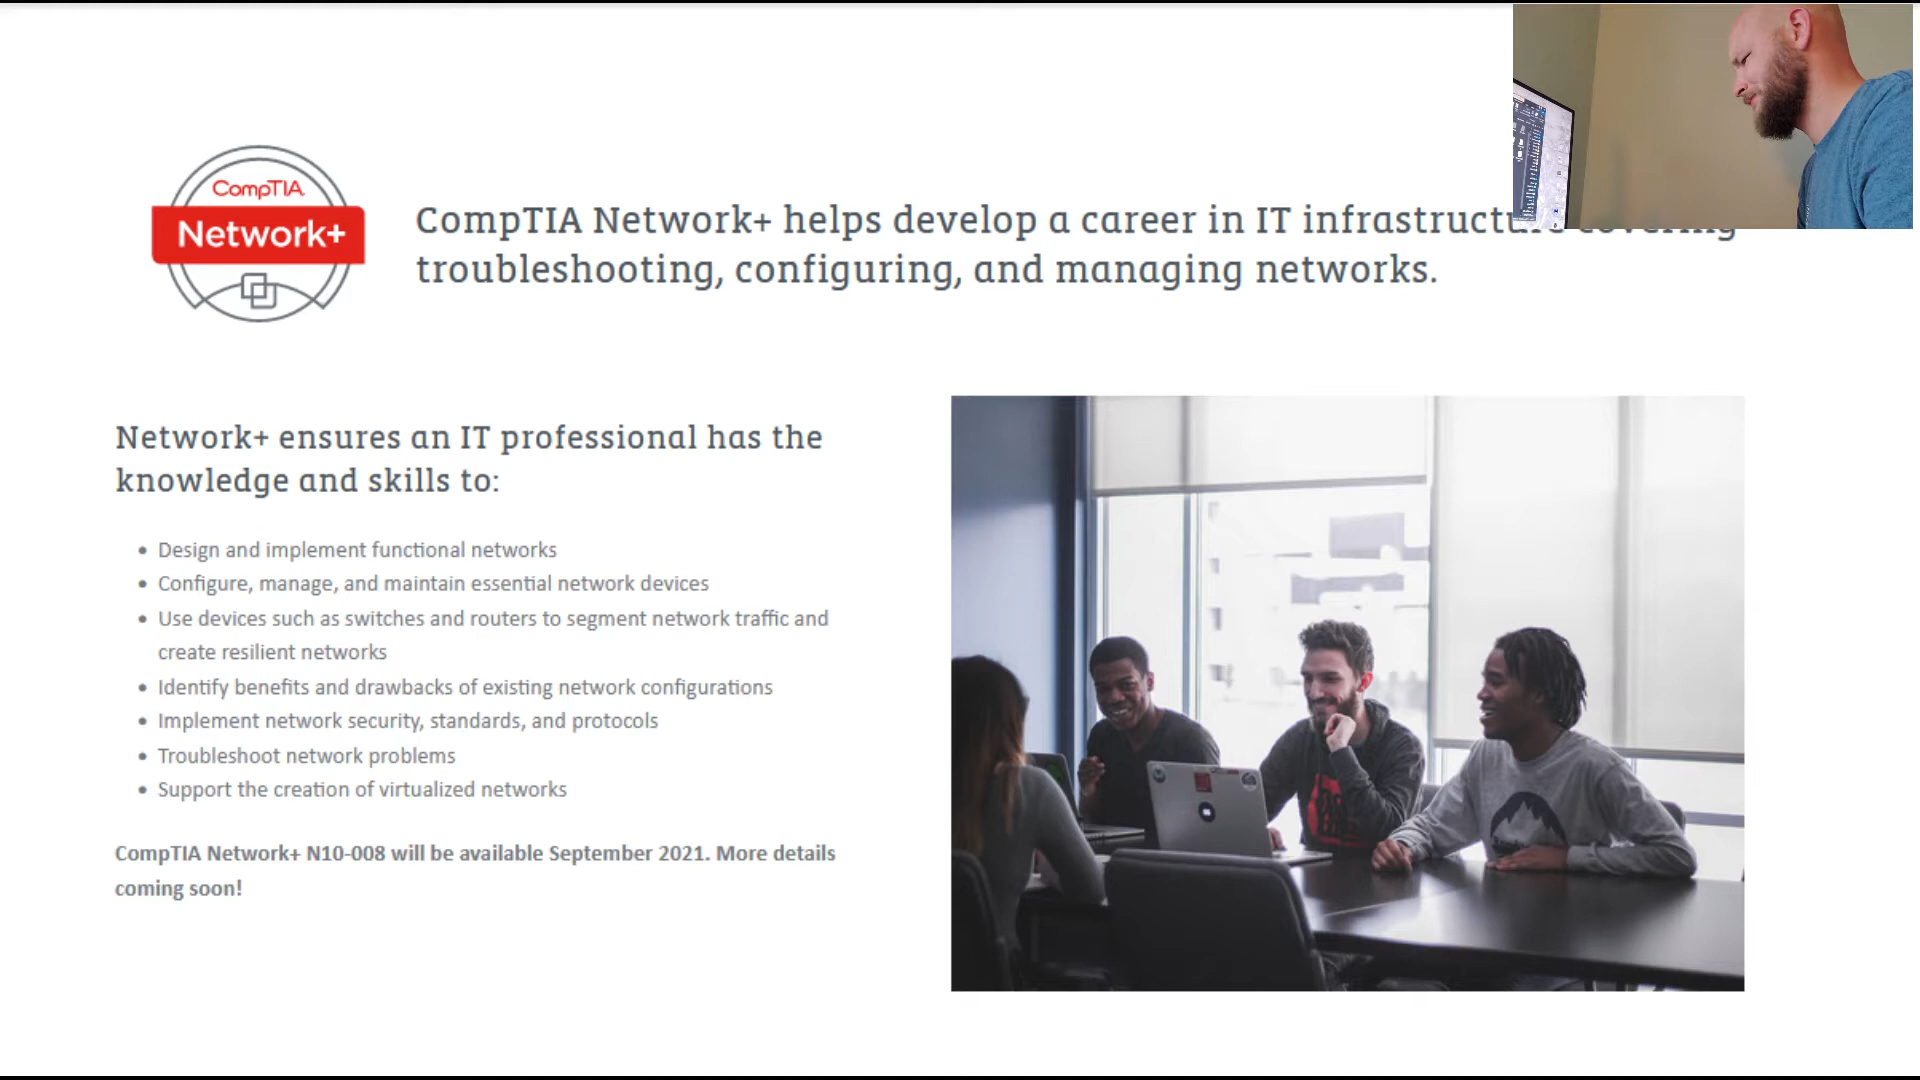 CompTIA
Network+
CompTIA Network+ helps develop a career in IT infrastructure covering
troubleshooting, configuring, and managing networks.
Network+ ensures an IT professional has the
knowledge and skills to:
• Design and implement functional networks
• Configure, manage, and maintain essential network devices
• Use devices such as switches and routers to segment network traffic and
create resilient networks
• Identify benefits and drawbacks of existing network configurations
• Implement network security, standards, and protocols
• Troubleshoot network problems
• Support the creation of virtualized networks
CompTIA Network+ N10-008 will be available September 2021. More details
coming soon!